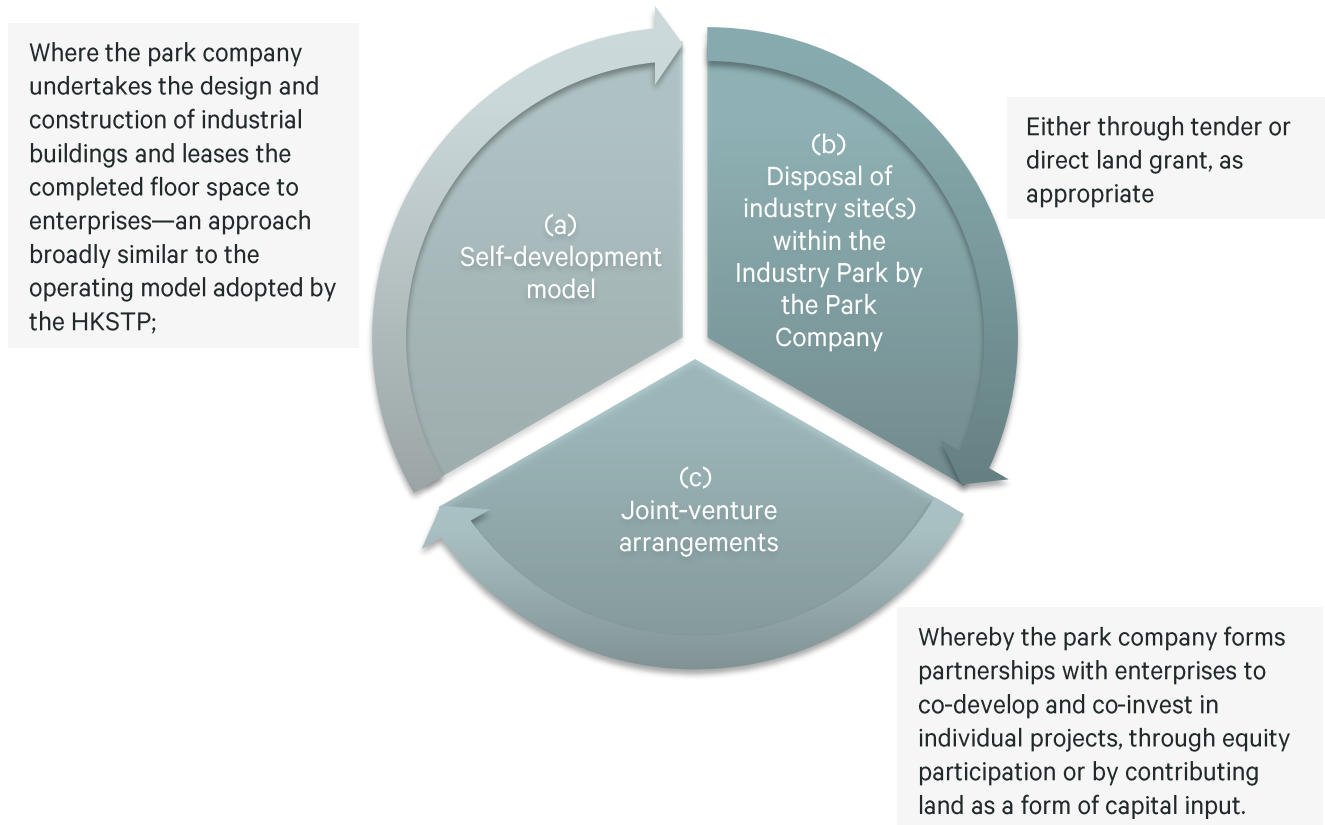 Where the park company
undertakes the design and
construction of industrial
buildings and leases the
completed floor space to
enterprises—an approach
broadly similar to the
operating model adopted by
the HKSTP;
(a)
Self-development
model
(b)
Disposal of
industry site(s)
within the
Industry Park by
the Park
Company
Either through tender or
direct land grant, as
appropriate
(c)
Joint-venture
arrangements
Whereby the park company forms
partnerships with enterprises to
co-develop and co-invest in
individual projects, through equity
participation or by contributing
land as a form of capital input.